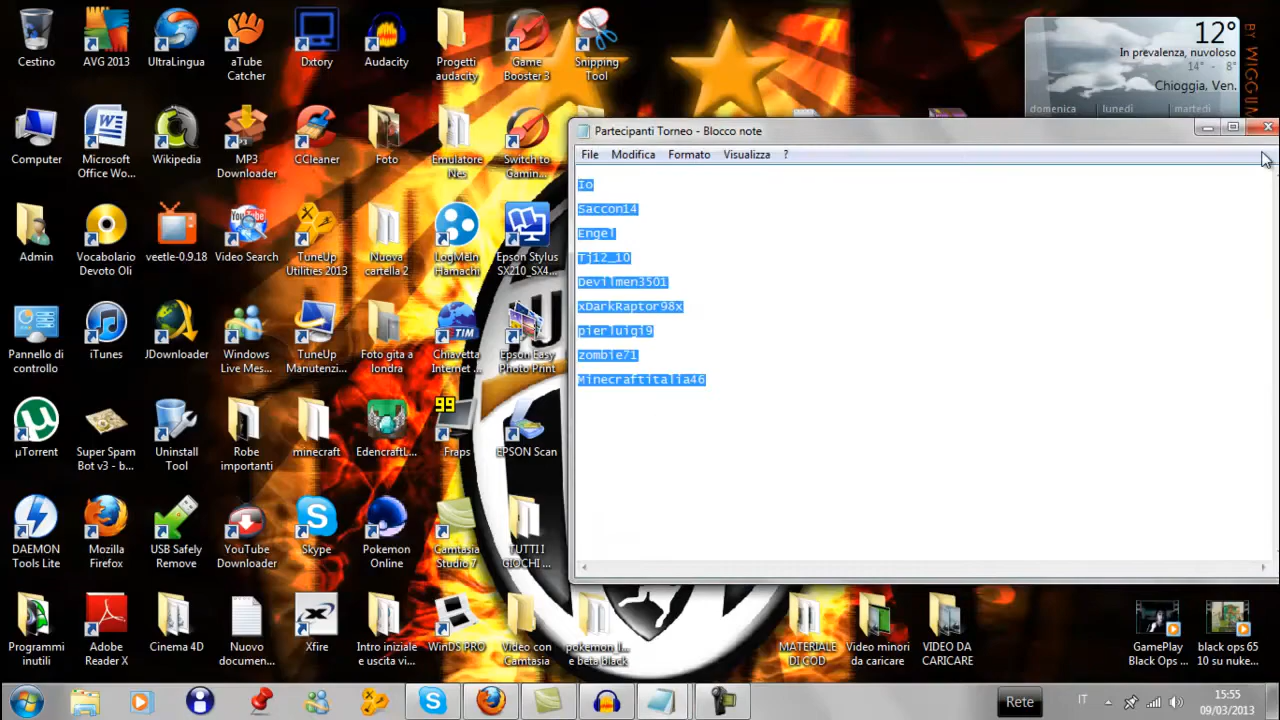 Cestino
AVG 2013
UltraLingua
aTube
Catcher
Dxtory
Audacity
Progetti
audacity
Game
Booster 3
Snipping
Tool
12°
In prevalenza, nuvoloso
14° - 8°
Chioggia, Ven.
domenica lunedì martedì
Computer
Microsoft
Office Wo...
Wikipedia
MP3
Downloader
CCleaner
Foto
Emulatore
Nes
Switch to
Gamin...
Partecipanti Torneo - Blocco note
File Modifica Formato Visualizza ?
Io
Saccon14
Engel
Tj12_10
Devilmen3501
xDarkRaptor98x
pierluigi9
zombie71
Minecraftitalia46
Admin
Vocabolario
Devoto Oli
veetle-0.9.18
Video Search
TuneUp
Utilities 2013
Nuova
cartella 2
LogMeIn
Hamachi
Epson Stylus
SX210_SX4...
Pannello di
controllo
iTunes
JDownloader
Windows
Live Mes...
TuneUp
Manutenzi...
Foto gita a
londra
TIM
Chiavetta
Internet ...
Epson Easy
Photo Print
µTorrent
Super Spam
Bot v3 - b...
Uninstall
Tool
Robe
importanti
minecraft
EdencraftL...
99
Fraps
EPSON Scan
DAEMON
Tools Lite
Mozilla
Firefox
USB Safely
Remove
YouTube
Downloader
Skype
Pokemon
Online
Camtasia
Studio 7
TUTTI I
GIOCHI ...
Programmi
inutili
Adobe
Reader X
Cinema 4D
Nuovo
documen...
Xfire
Intro iniziale
e uscita vi...
WinDS PRO
Video con
Camtasia
pokemon_l...
e beta black
MATERIALE
DI COD
Video minori
da caricare
VIDEO DA
CARICARE
GamePlay
Black Ops ...
black ops 65
10 su nuke...
Rete
IT
15:55
09/03/2013